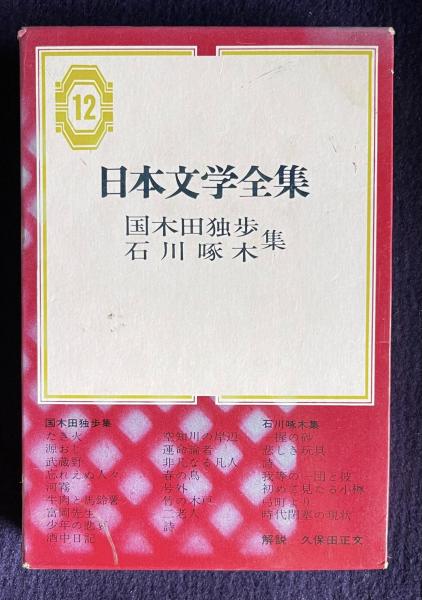 12
日本文学全集
国木田独歩
石川啄木
集
国木田独歩集
たき火
源おじ
武蔵野
忘れえぬ人々
河霧
牛肉と馬鈴薯
富岡先生
少年の悲哀
酒中日記
空知川の岸辺
運命論者
非凡なる凡人
春の鳥
号外
竹の木戸
二老人
詩
石川啄木集
一握の砂
悲しき玩具
詩
我等の一団と彼
初めて見たる小樽
弓町より
時代閉塞の現状
解説 久保田正文